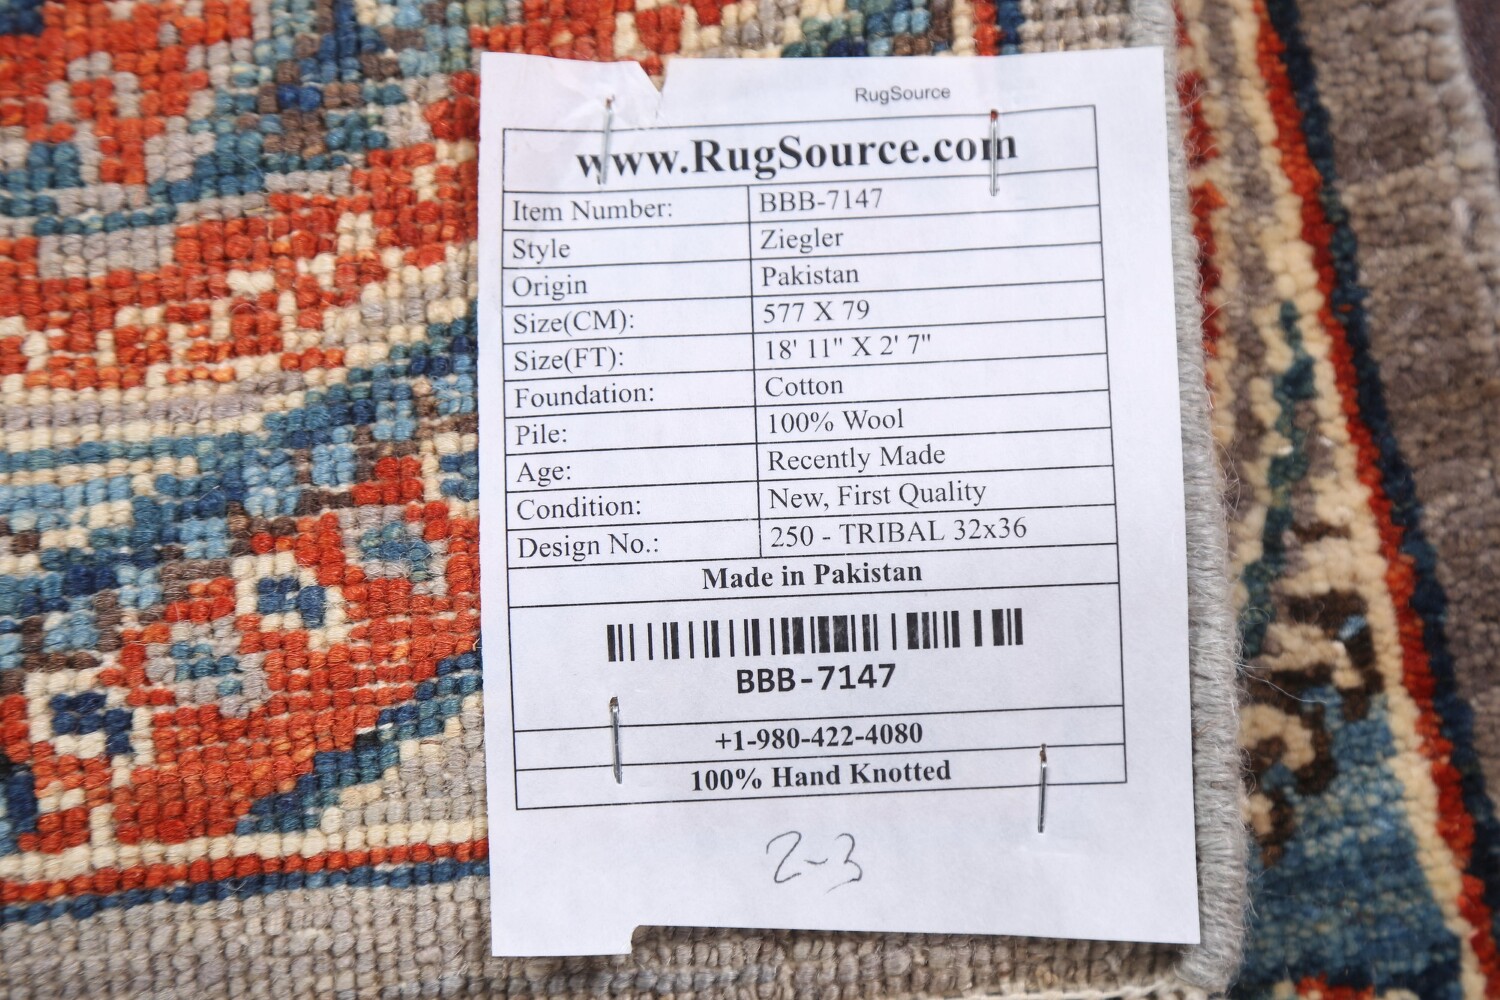 RugSource
www.RugSource.com
Item Number: BBB-7147
Style Ziegler
Origin Pakistan
Size(CM): 577 X 79
Size(FT): 18' 11" X 2' 7"
Foundation: Cotton
Pile: 100% Wool
Age: Recently Made
Condition: New, First Quality
Design No.: 250 - TRIBAL 32x36
Made in Pakistan
BBB-7147
+1-980-422-4080
100% Hand Knotted
2-3